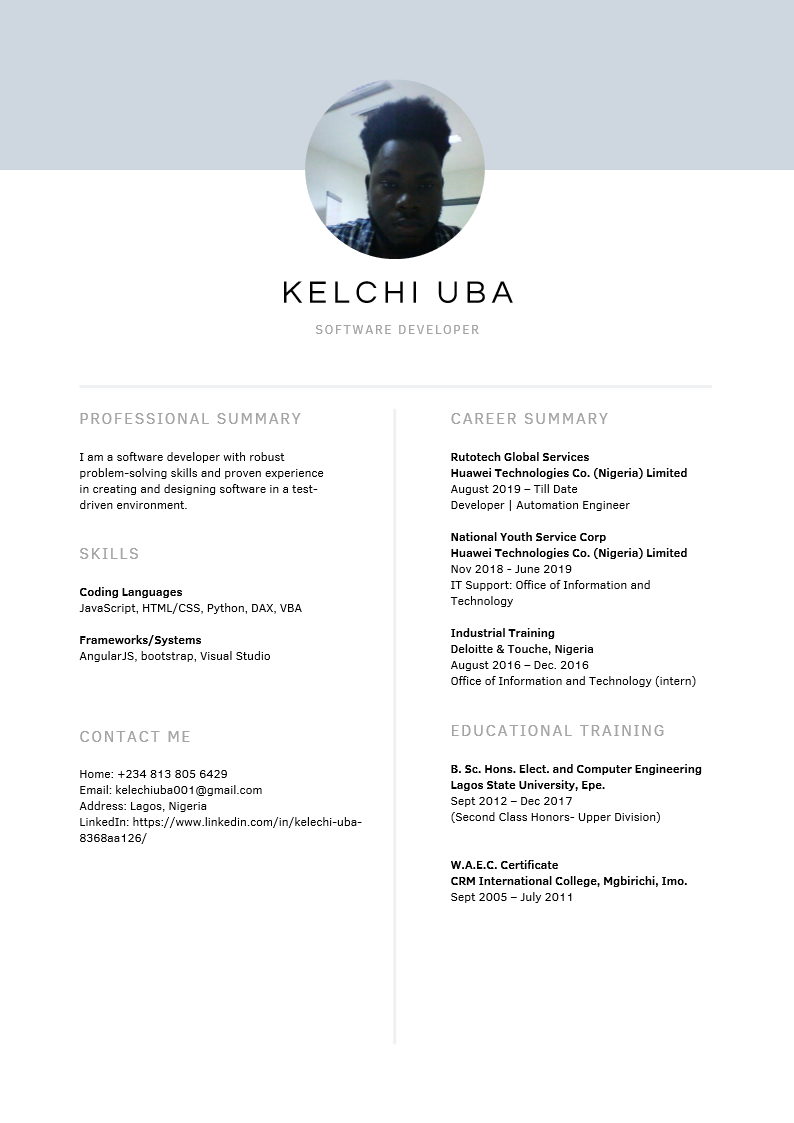 KELCHI UBA
SOFTWARE DEVELOPER
PROFESSIONAL SUMMARY
I am a software developer with robust
problem-solving skills and proven experience
in creating and designing software in a test-
driven environment.
SKILLS
Coding Languages
JavaScript, HTML/CSS, Python, DAX, VBA
Frameworks/Systems
AngularJS, bootstrap, Visual Studio
CONTACT ME
Home: +234 813 805 6429
Email: kelechiuba001@gmail.com
Address: Lagos, Nigeria
LinkedIn: https://www.linkedin.com/in/kelechi-uba-
8368aa126/
CAREER SUMMARY
Rutotech Global Services
Huawei Technologies Co. (Nigeria) Limited
August 2019 – Till Date
Developer | Automation Engineer
National Youth Service Corp
Huawei Technologies Co. (Nigeria) Limited
Nov 2018 - June 2019
IT Support: Office of Information and
Technology
Industrial Training
Deloitte & Touche, Nigeria
August 2016 – Dec. 2016
Office of Information and Technology (intern)
EDUCATIONAL TRAINING
B. Sc. Hons. Elect. and Computer Engineering
Lagos State University, Epe.
Sept 2012 – Dec 2017
(Second Class Honors- Upper Division)
W.A.E.C. Certificate
CRM International College, Mgbirichi, Imo.
Sept 2005 – July 2011